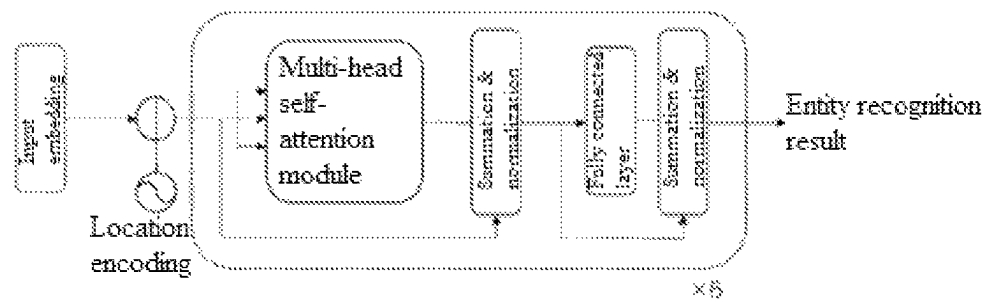 Input
embedding
Location
encoding
Multi-head
self-
attention
module
Summation &
normalization
Fully connected
layer
Summation &
normalization
Entity recognition
result